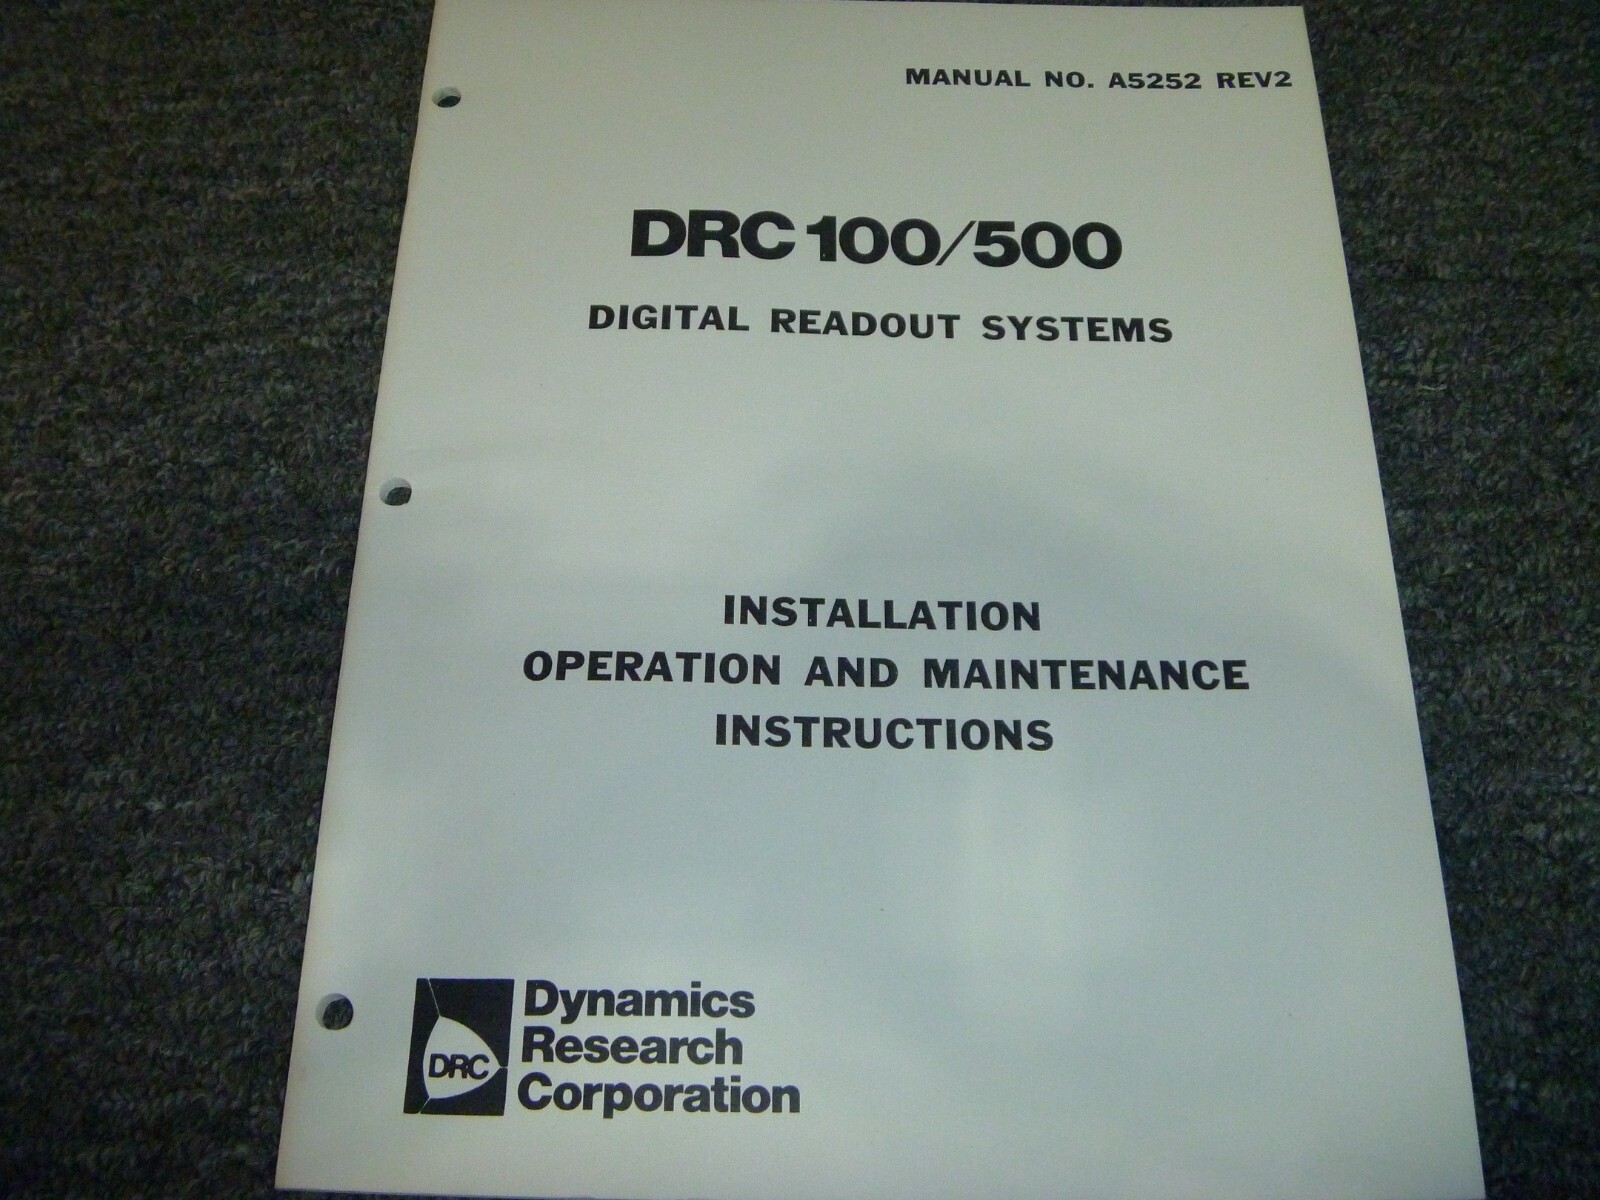 MANUAL NO. A5252 REV2
DRC 100/500
DIGITAL READOUT SYSTEMS
INSTALLATION
OPERATION AND MAINTENANCE
INSTRUCTIONS
DRC
Dynamics
Research
Corporation